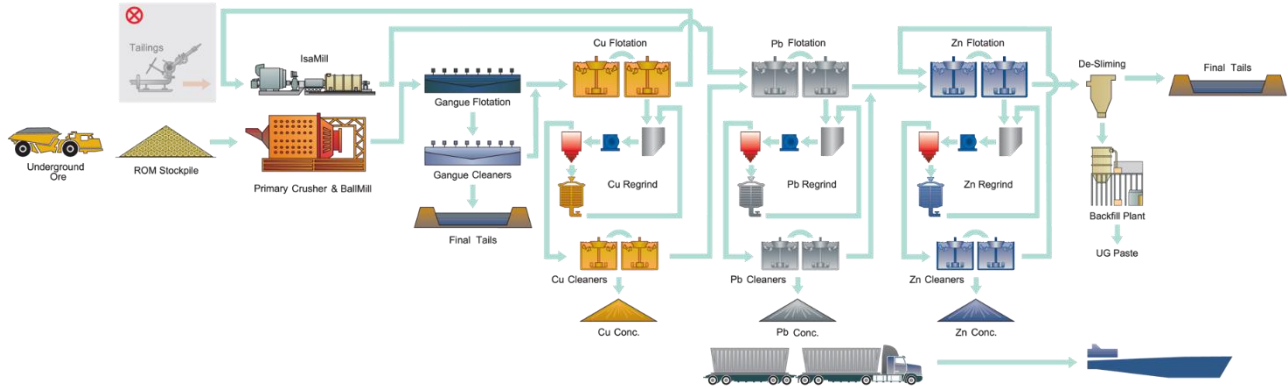 Tailings
IsaMill
Cu Flotation
Pb Flotation
Zn Flotation
De-Sliming
Final Tails
Gangue Flotation
Underground
Ore
ROM Stockpile
Primary Crusher & BallMill
Gangue Cleaners
Final Tails
Cu Regrind
Pb Regrind
Zn Regrind
Backfill Plant
UG Paste
Cu Cleaners
Pb Cleaners
Zn Cleaners
Cu Conc.
Pb Conc.
Zn Conc.